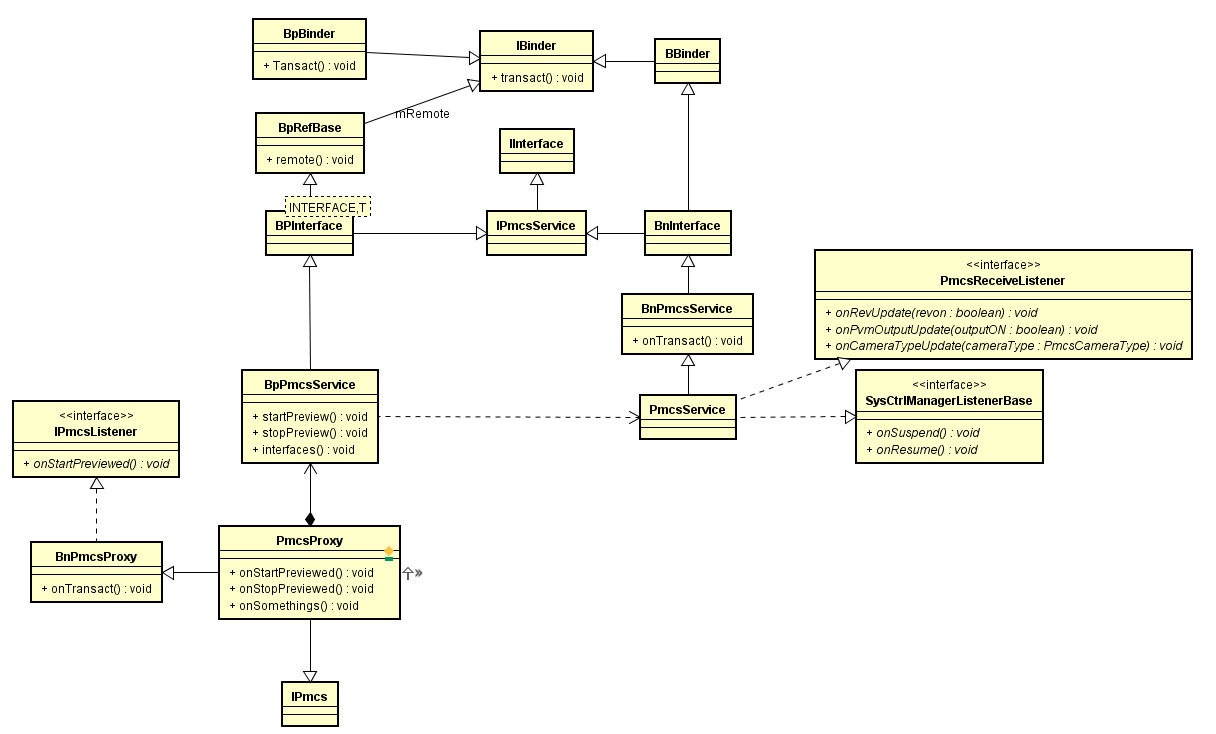 BpBinder
+ Tansact() : void
IBinder
+ transact() : void
BBinder
BpRefBase
+ remote() : void
mRemote
IInterface
INTERFACE,T
BPInterface
IPmcsService
BnInterface
<<interface>>
PmcsReceiveListener
+ onRevUpdate(revon : boolean) : void
+ onPvmOutputUpdate(outputON : boolean) : void
+ onCameraTypeUpdate(cameraType : PmcsCameraType) : void
BnPmcsService
+ onTransact() : void
BpPmcsService
+ startPreview() : void
+ stopPreview() : void
+ interfaces() : void
PmcsService
<<interface>>
SysCtrlManagerListenerBase
+ onSuspend() : void
+ onResume() : void
<<interface>>
IPmcsListener
+ onStartPreviewed() : void
BnPmcsProxy
+ onTransact() : void
PmcsProxy
+ onStartPreviewed() : void
+ onStopPreviewed() : void
+ onSomethings() : void
IPmcs